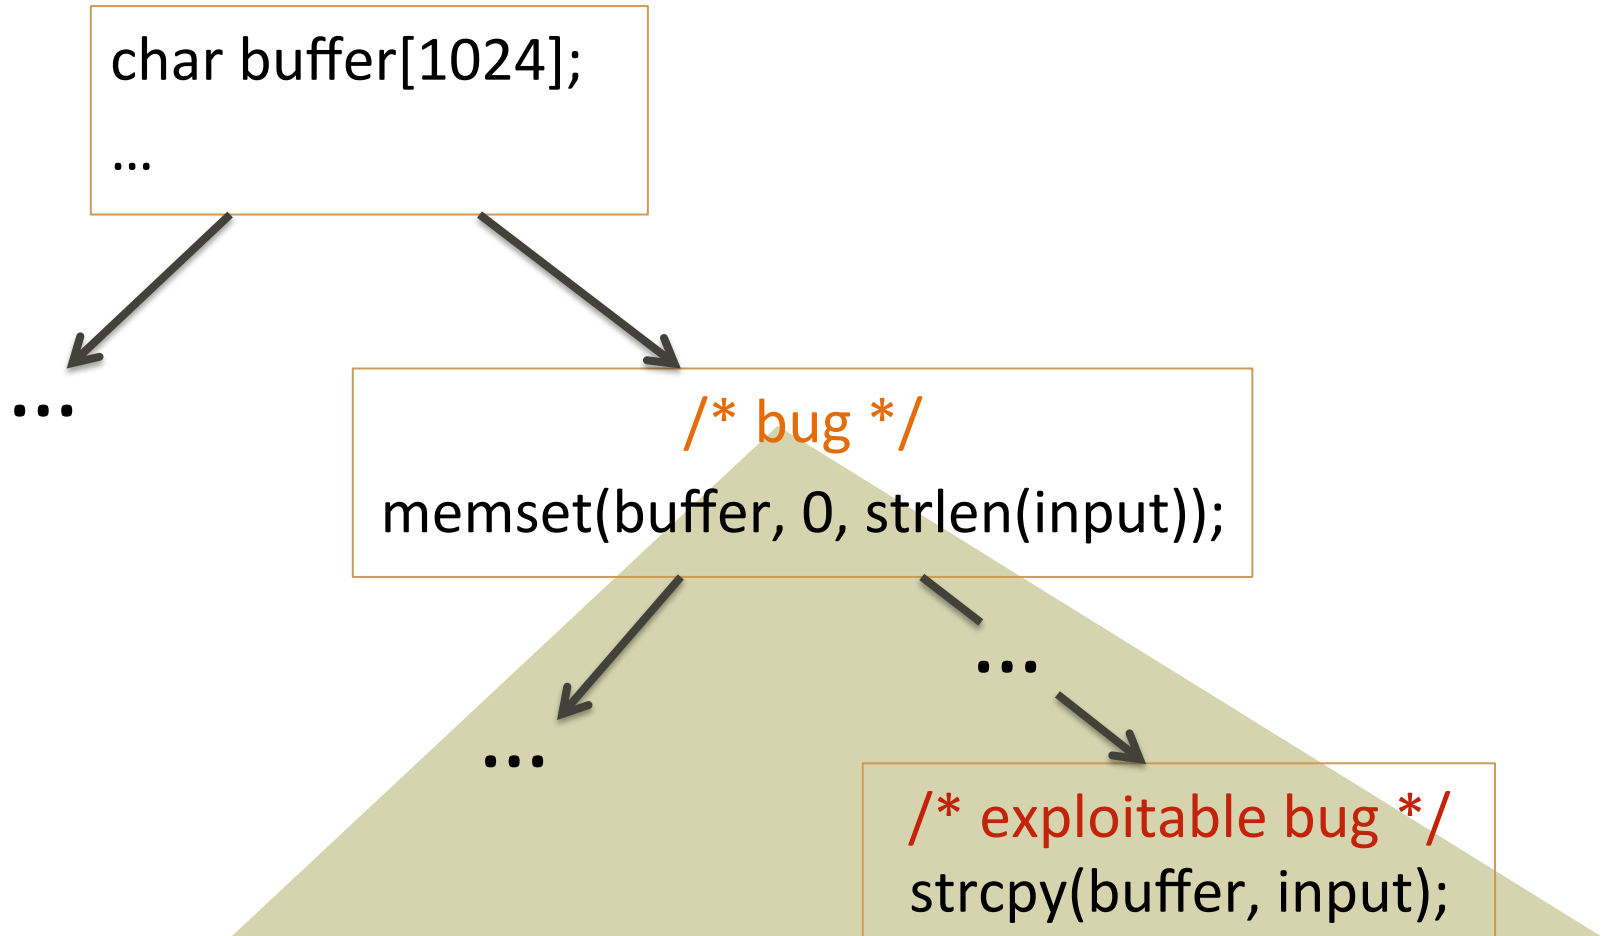 char buffer[1024];
…
…
/* bug */
memset(buffer, 0, strlen(input));
…
…
/* exploitable bug */
strcpy(buffer, input);